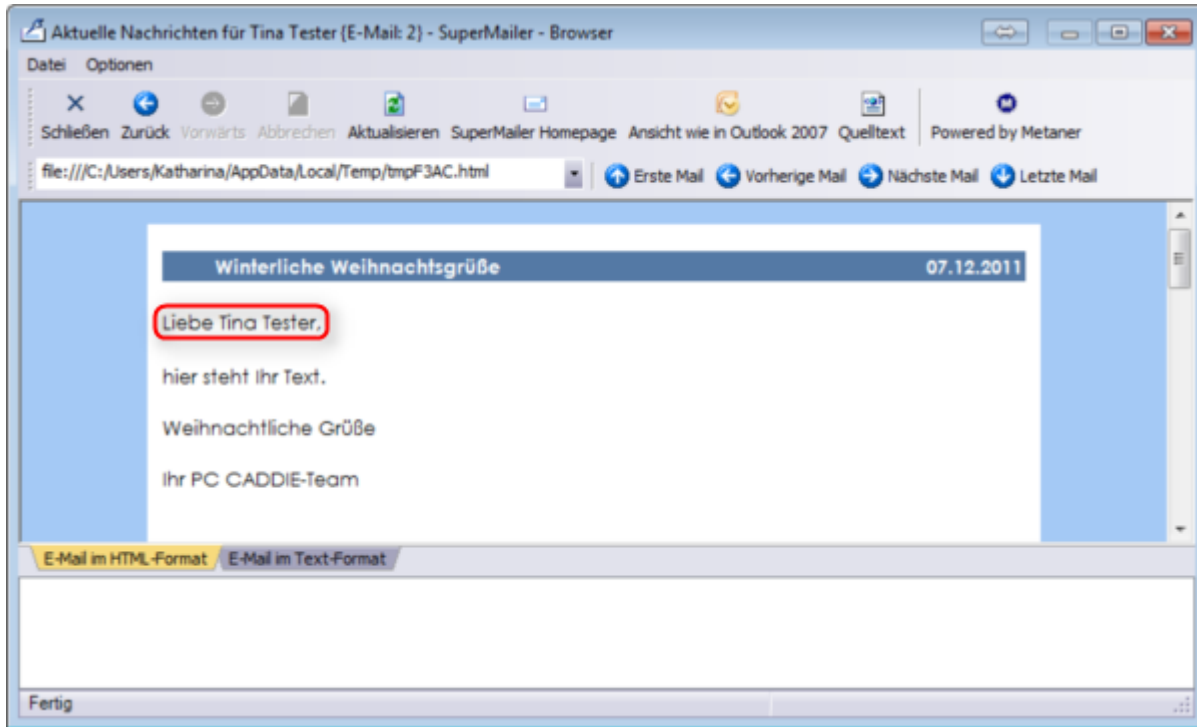 Aktuelle Nachrichten für Tina Tester {E-Mail: 2} - SuperMailer - Browser
Datei Optionen
Schließen Zurück Vorwärts Abbrechen Aktualisieren SuperMailer Homepage Ansicht wie in Outlook 2007 Quelltext Powered by Metaner
file:///C:/Users/Katharina/AppData/Local/Temp/tmpF3AC.html Erste Mail Vorherige Mail Nächste Mail Letzte Mail
Winterliche Weihnachtsgrüße 07.12.2011
Liebe Tina Tester,
hier steht Ihr Text.
Weihnachtliche Grüße
Ihr PC CADDIE-Team
E-Mail im HTML-Format E-Mail im Text-Format
Fertig